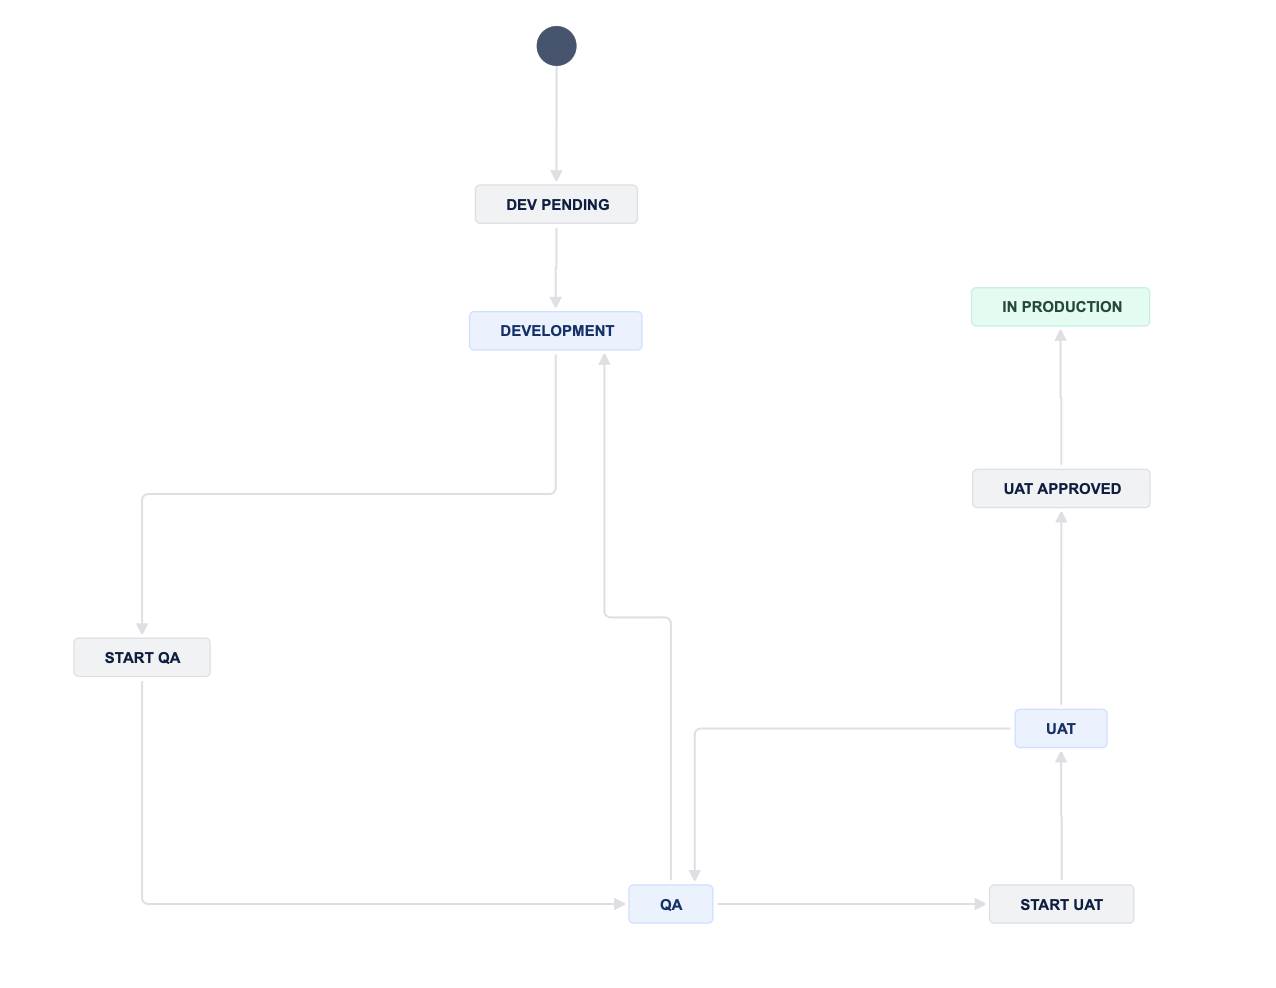 DEV PENDING
DEVELOPMENT
IN PRODUCTION
UAT APPROVED
START QA
UAT
QA
START UAT